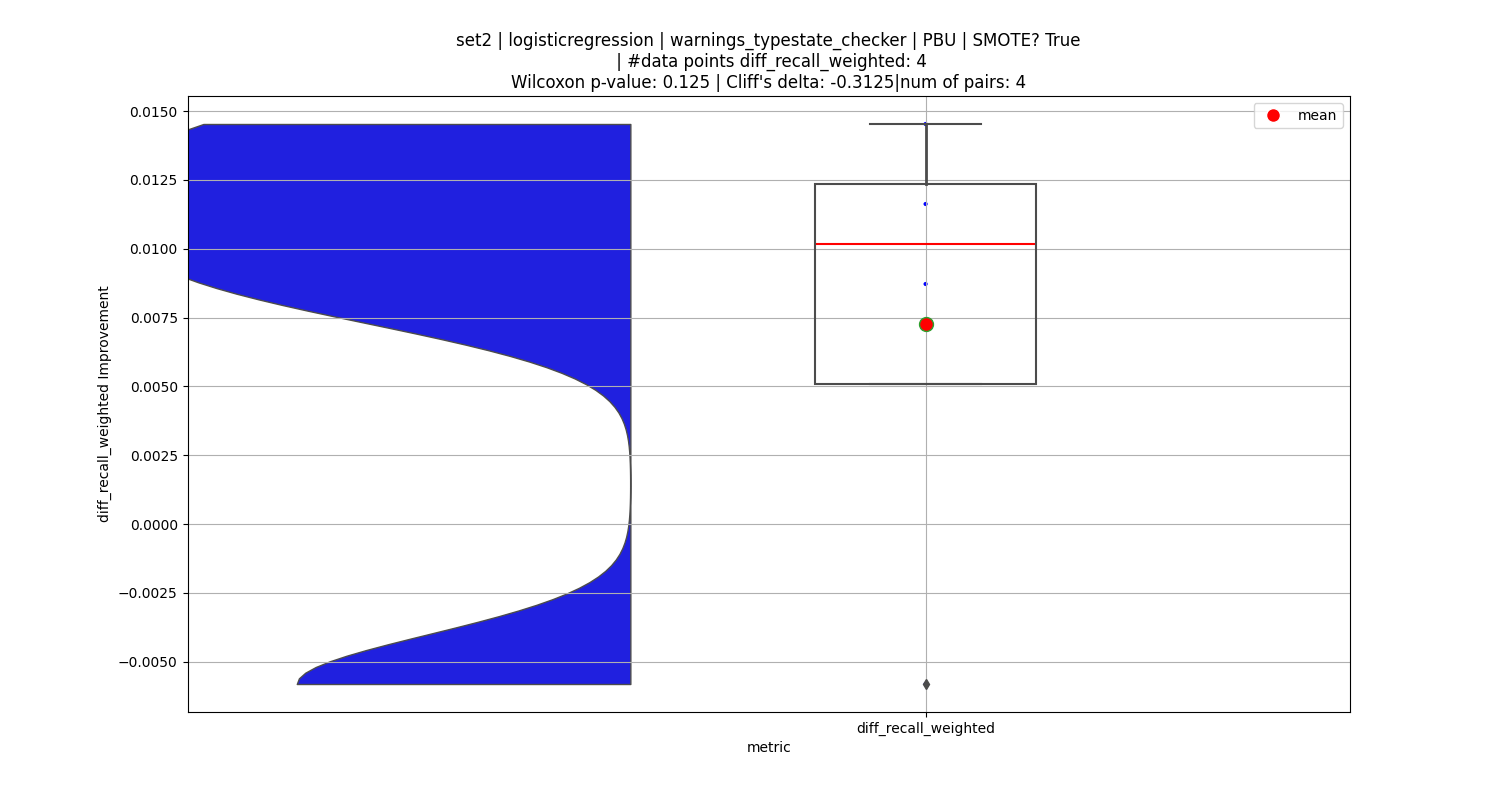 set2 | logisticregression | warnings_typestate_checker | PBU | SMOTE? True
| #data points diff_recall_weighted: 4
Wilcoxon p-value: 0.125 | Cliff's delta: -0.3125|num of pairs: 4
mean
0.0150
0.0125
0.0100
0.0075
0.0050
0.0025
0.0000
−0.0025
−0.0050
diff_recall_weighted Improvement
diff_recall_weighted
metric